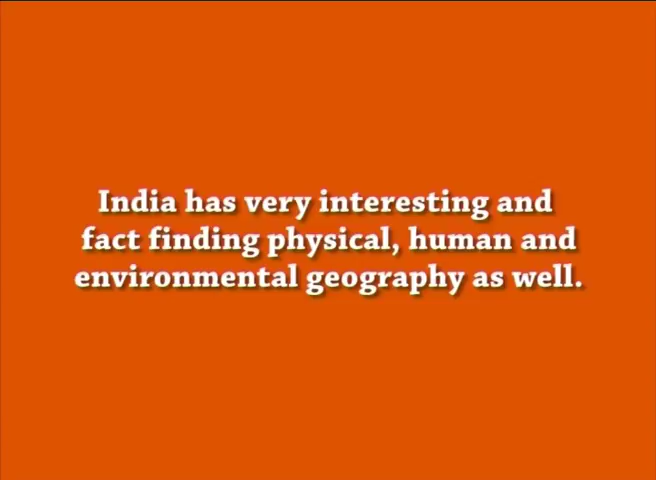 India has very interesting and
fact finding physical, human and
environmental geography as well.